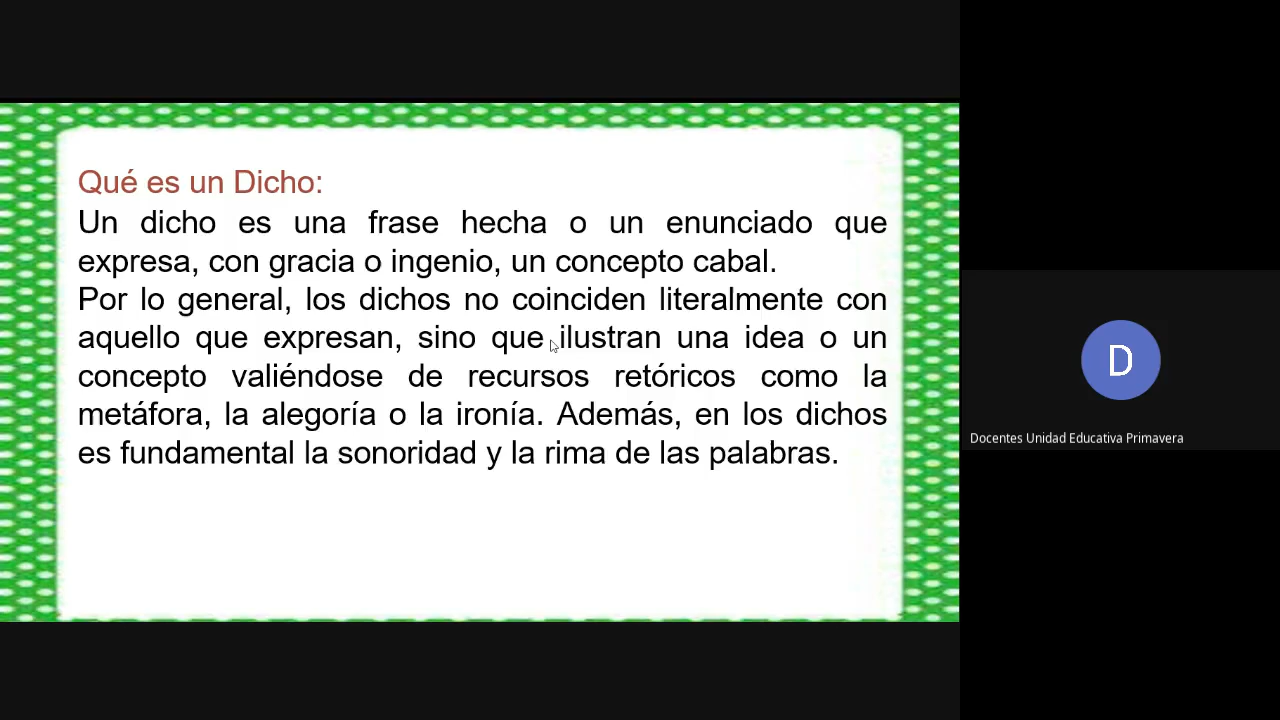 Qué es un Dicho:
Un dicho es una frase hecha o un enunciado que
expresa, con gracia o ingenio, un concepto cabal.
Por lo general, los dichos no coinciden literalmente con
aquello que expresan, sino que ilustran una idea o un
concepto valiéndose de recursos retóricos como la
metáfora, la alegoría o la ironía. Además, en los dichos
es fundamental la sonoridad y la rima de las palabras.
D
Docentes Unidad Educativa Primavera